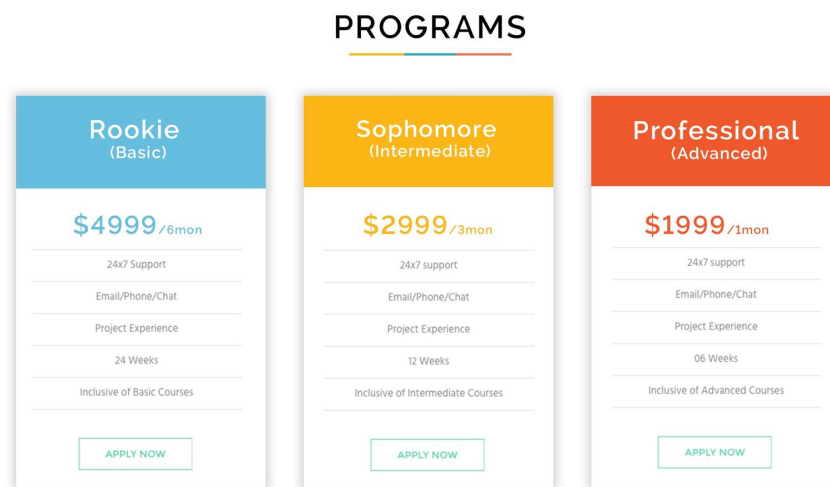 PROGRAMS
Rookie
(Basic)
$4999/6mon
24x7 Support
Email/Phone/Chat
Project Experience
24 Weeks
Inclusive of Basic Courses
APPLY NOW
Sophomore
(Intermediate)
$2999/3mon
24x7 support
Email/Phone/Chat
Project Experience
12 Weeks
Inclusive of Intermediate Courses
APPLY NOW
Professional
(Advanced)
$1999/1mon
24x7 support
Email/Phone/Chat
Project Experience
06 Weeks
Inclusive of Advanced Courses
APPLY NOW